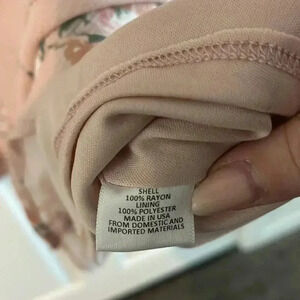 SHELL
100% RAYON
LINING
100% POLYESTER
MADE IN USA
FROM DOMESTIC AND
IMPORTED MATERIALS